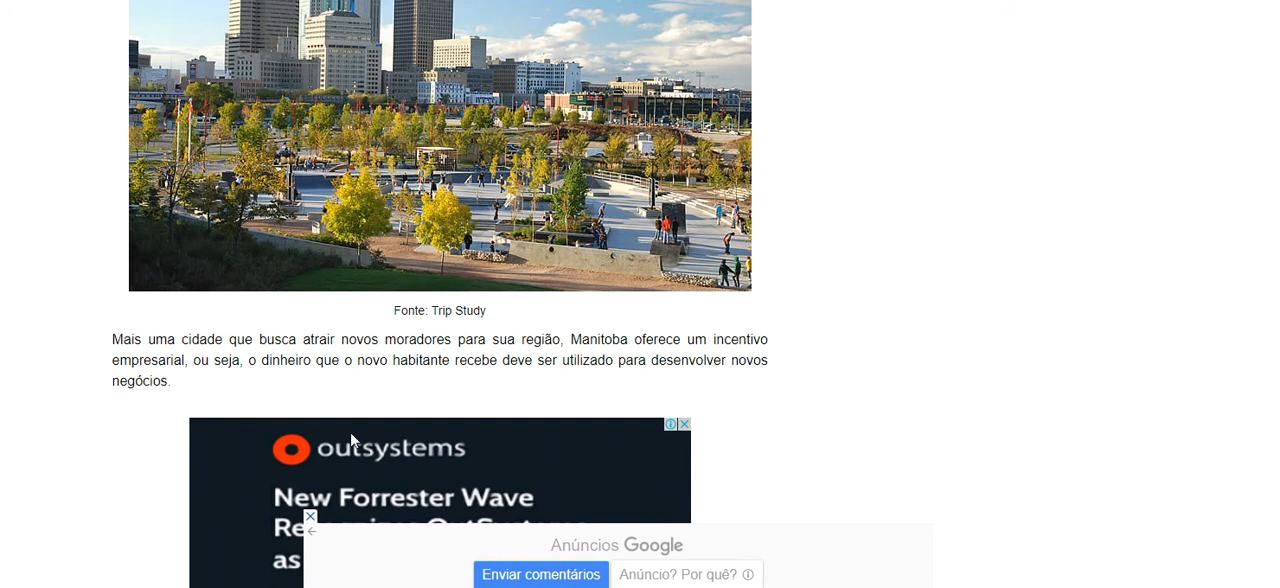 Fonte: Trip Study
Mais uma cidade que busca atrair novos moradores para sua região, Manitoba oferece um incentivo
empresarial, ou seja, o dinheiro que o novo habitante recebe deve ser utilizado para desenvolver novos
negócios.
outsystems
New Forrester Wave
as
Anúncios Google
Enviar comentários
Anúncio? Por quê?